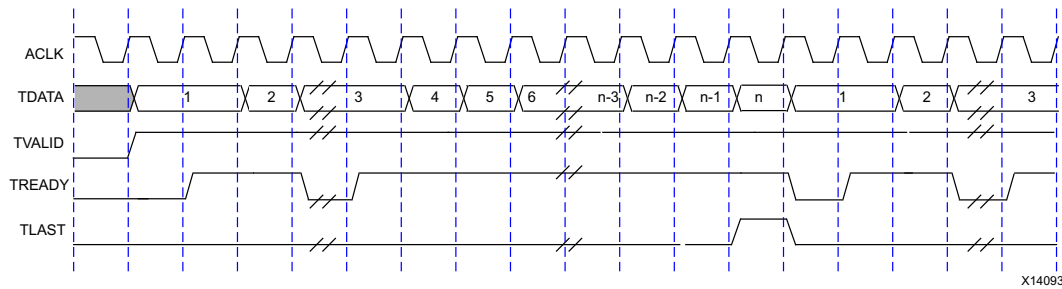 ACLK
TDATA 1 2 3 4 5 6 n-3 n-2 n-1 n 1 2 3
TVALID
TREADY
TLAST
X14093